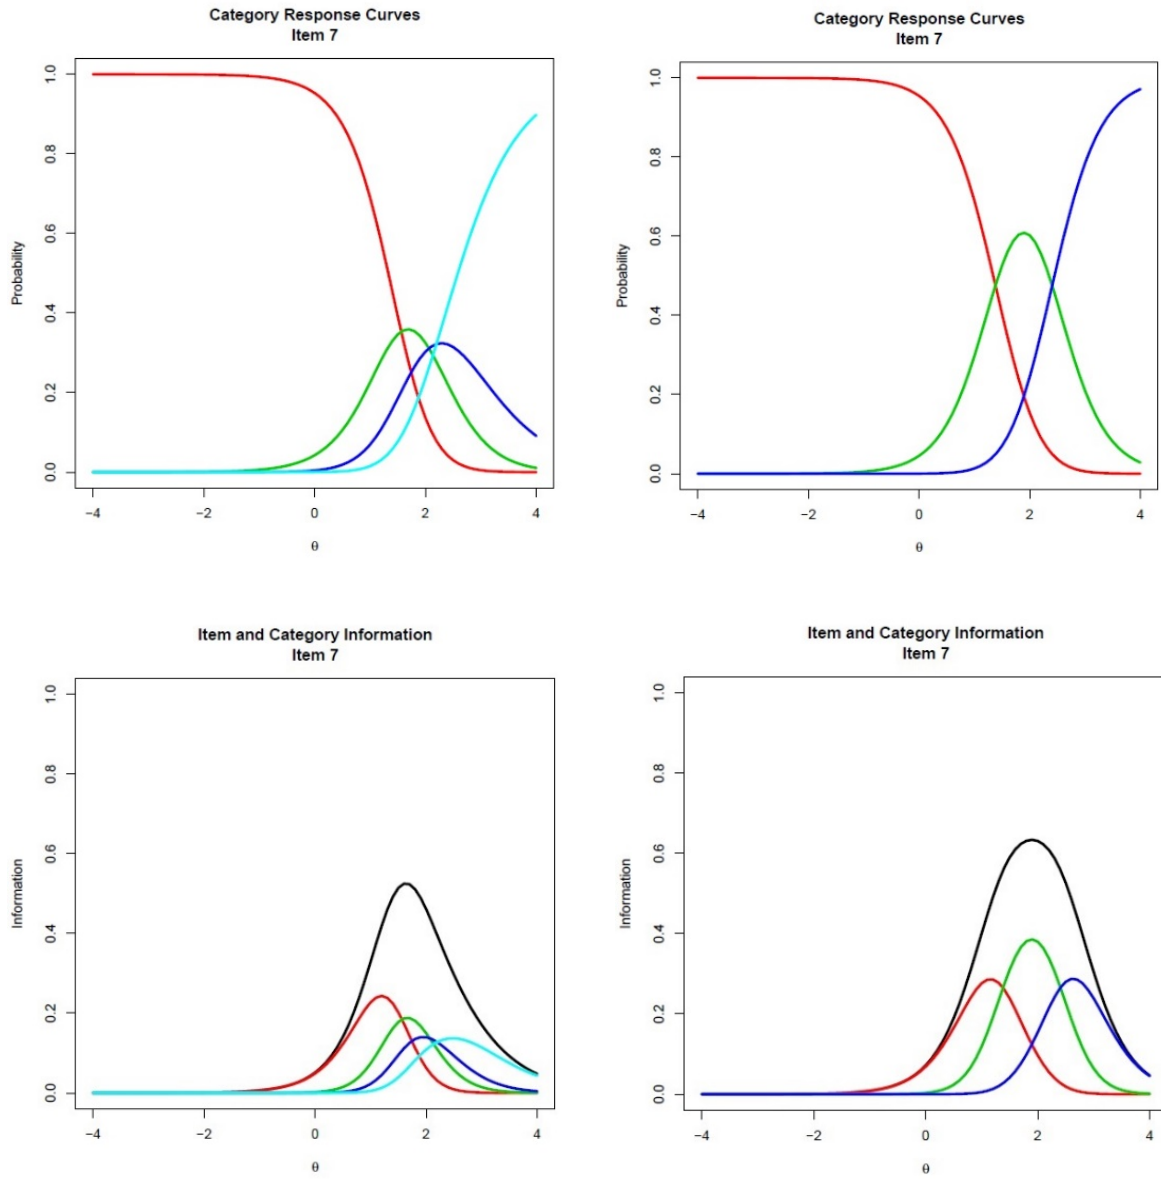 Category Response Curves
Item 7
Probability
1.0
0.8
0.6
0.4
0.2
0.0
−4
−2
0
2
4
θ
Category Response Curves
Item 7
Probability
1.0
0.8
0.6
0.4
0.2
0.0
−4
−2
0
2
4
θ
Item and Category Information
Item 7
Information
1.0
0.8
0.6
0.4
0.2
0.0
−4
−2
0
2
4
θ
Item and Category Information
Item 7
Information
1.0
0.8
0.6
0.4
0.2
0.0
−4
−2
0
2
4
θ